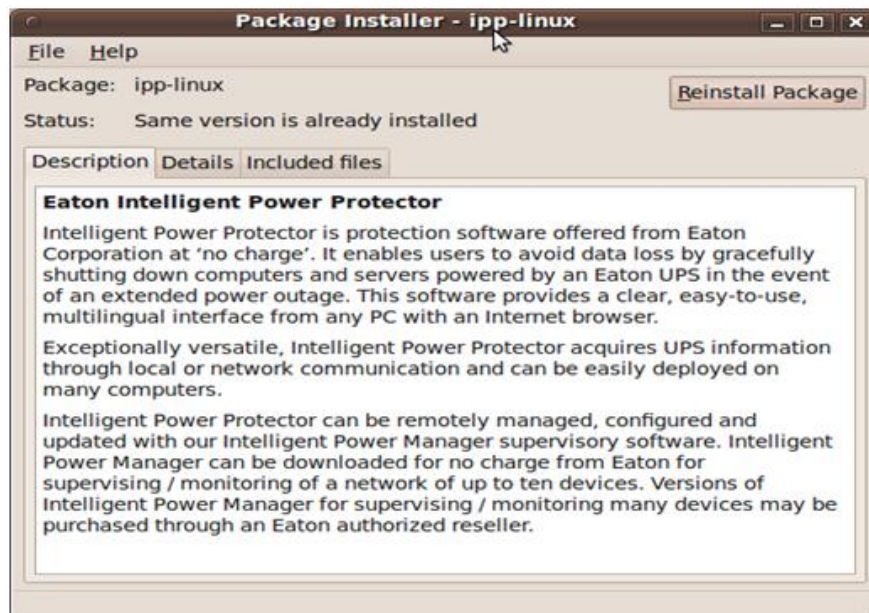 Package Installer - ipp-linux
File Help
Package: ipp-linux
Reinstall Package
Status: Same version is already installed
Description Details Included files
Eaton Intelligent Power Protector
Intelligent Power Protector is protection software offered from Eaton
Corporation at ‘no charge’. It enables users to avoid data loss by gracefully
shutting down computers and servers powered by an Eaton UPS in the event
of an extended power outage. This software provides a clear, easy-to-use,
multilingual interface from any PC with an Internet browser.
Exceptionally versatile, Intelligent Power Protector acquires UPS information
through local or network communication and can be easily deployed on
many computers.
Intelligent Power Protector can be remotely managed, configured and
updated with our Intelligent Power Manager supervisory software. Intelligent
Power Manager can be downloaded for no charge from Eaton for
supervising / monitoring of a network of up to ten devices. Versions of
Intelligent Power Manager for supervising / monitoring many devices may be
purchased through an Eaton authorized reseller.